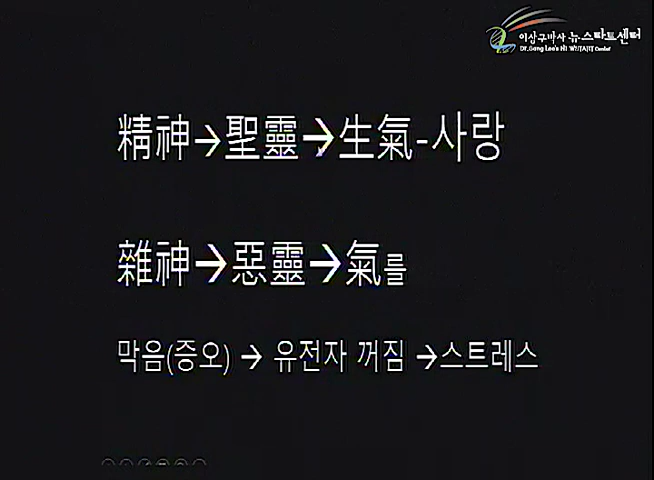 이상구박사 뉴스타트센터
精神→聖靈→生氣-사랑
雜神→惡靈→氣를
막음(증오) → 유전자 꺼짐 →스트레스